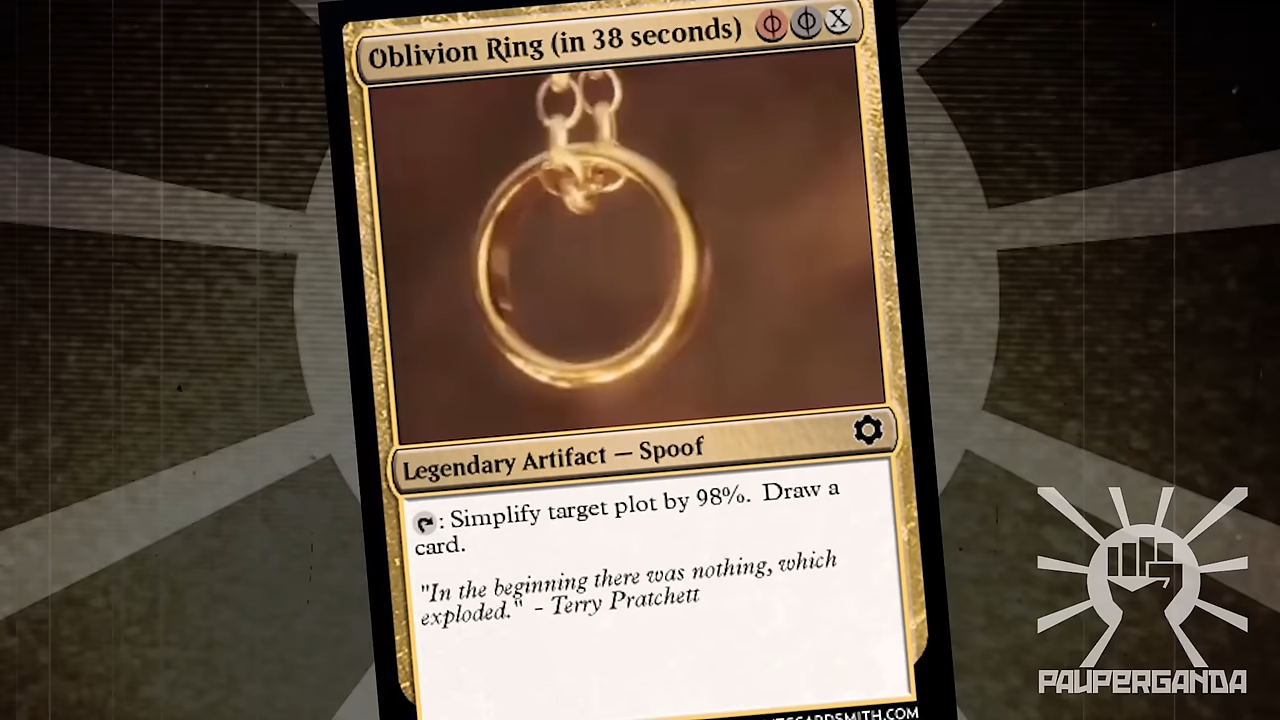 Oblivion Ring (in 38 seconds)
X
Legendary Artifact — Spoof
: Simplify target plot by 98%. Draw a
card.
"In the beginning there was nothing, which
exploded." - Terry Pratchett
PAUPERGANDA